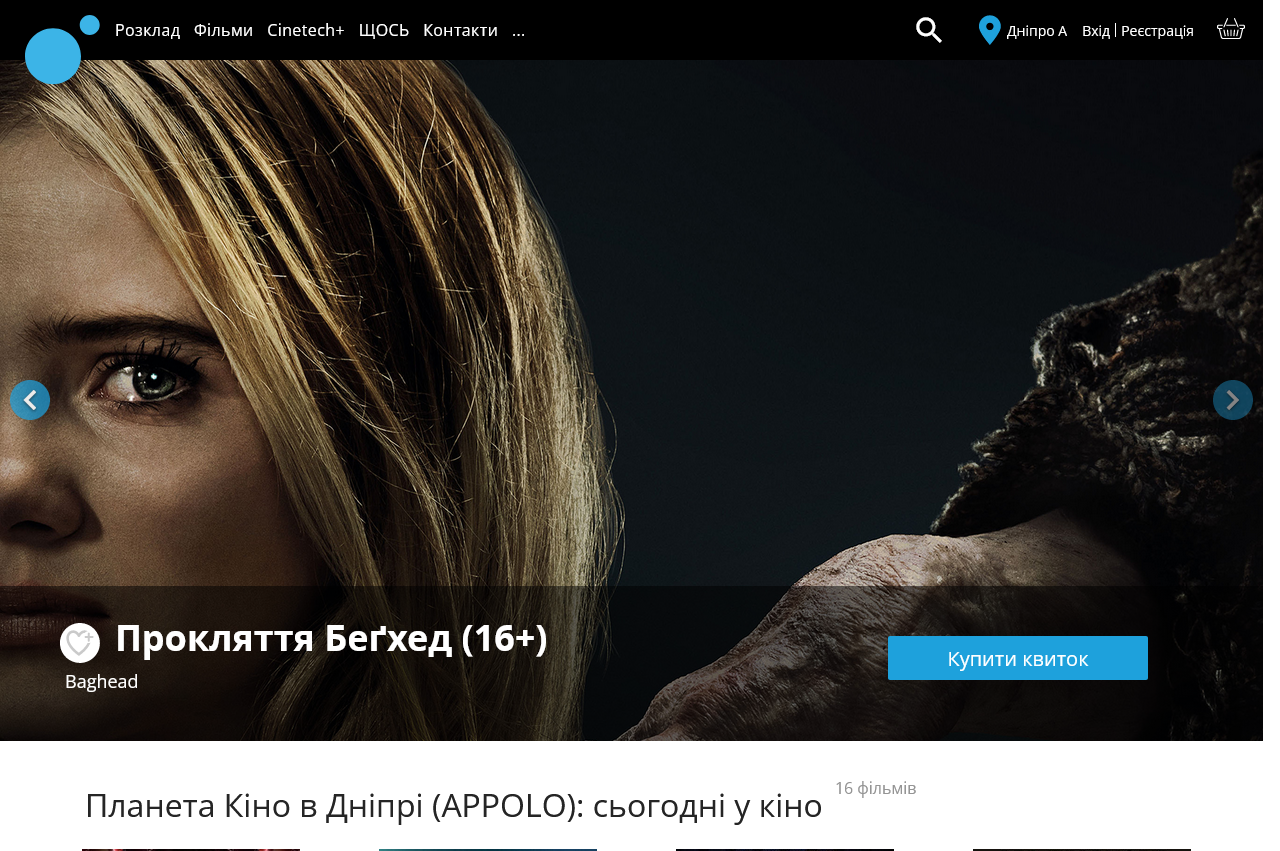 Розклад Фільми Cinetech+ ЩОСЬ Контакти ... Дніпро А Вхід | Реєстрація
Прокляття Беґхед (16+)
Baghead
Купити квиток
Планета Кіно в Дніпрі (APPOLO): сьогодні у кіно 16 фільмів